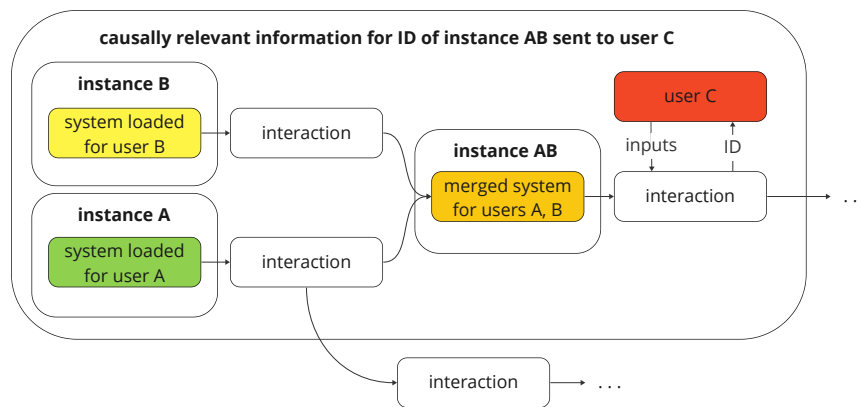 causally relevant information for ID of instance AB sent to user C
instance B
system loaded
for user B
interaction
user C
inputs
ID
instance AB
merged system
for users A, B
interaction
. .
instance A
system loaded
for user A
interaction
interaction
. . .